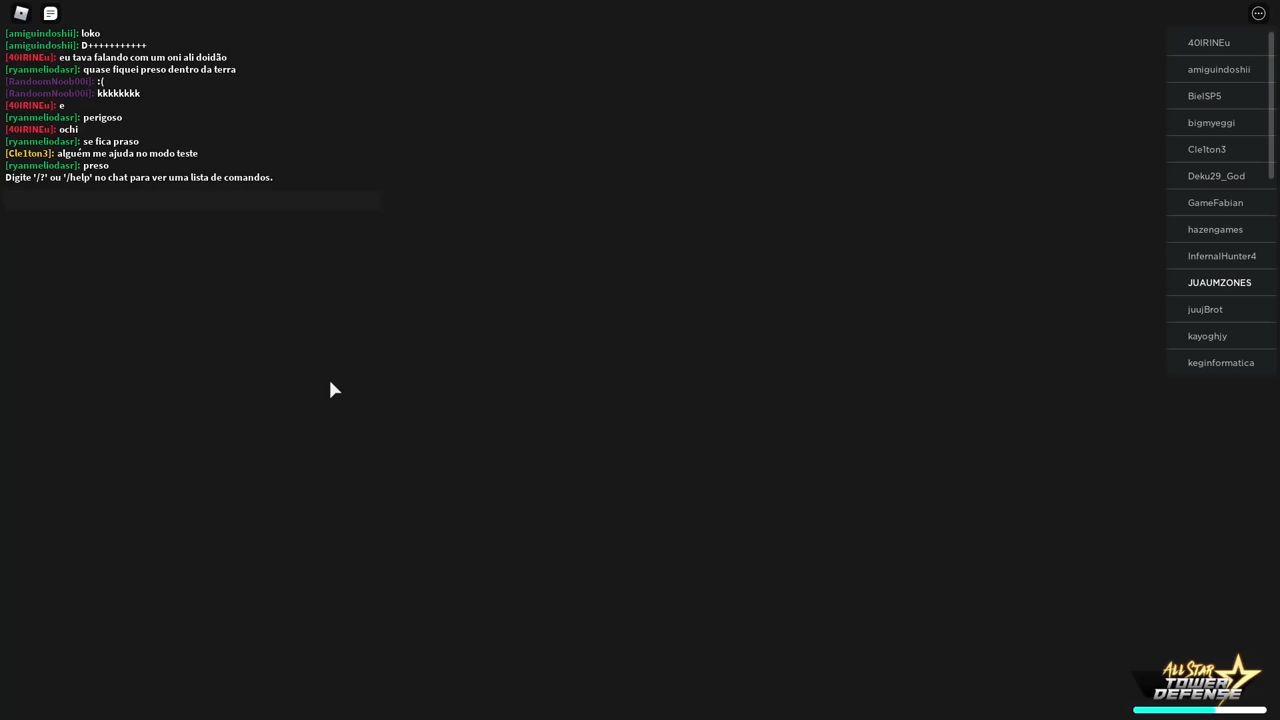 [amiguindoshii]: loko
[amiguindoshii]: D+++++++++++
[40IRINEu]: eu tava falando com um oni ali doidão
[ryanmeliodasr]: quase fiquei preso dentro da terra
[RandoomNoob00i]: :(
[RandoomNoob00i]: kkkkkkkk
[40IRINEu]: e
[ryanmeliodasr]: perigoso
[40IRINEu]: ochi
[ryanmeliodasr]: se fica praso
[Cle1ton3]: alguém me ajuda no modo teste
[ryanmeliodasr]: preso
Digite '/?' ou '/help' no chat para ver uma lista de comandos.
40IRINEu
amiguindoshii
BielSP5
bigmyeggi
Cle1ton3
Deku29_God
GameFabian
hazengames
InfernalHunter4
JUAUMZONES
juujBrot
kayoghjy
keginformatica
ALL STAR
TOWER
DEFENSE